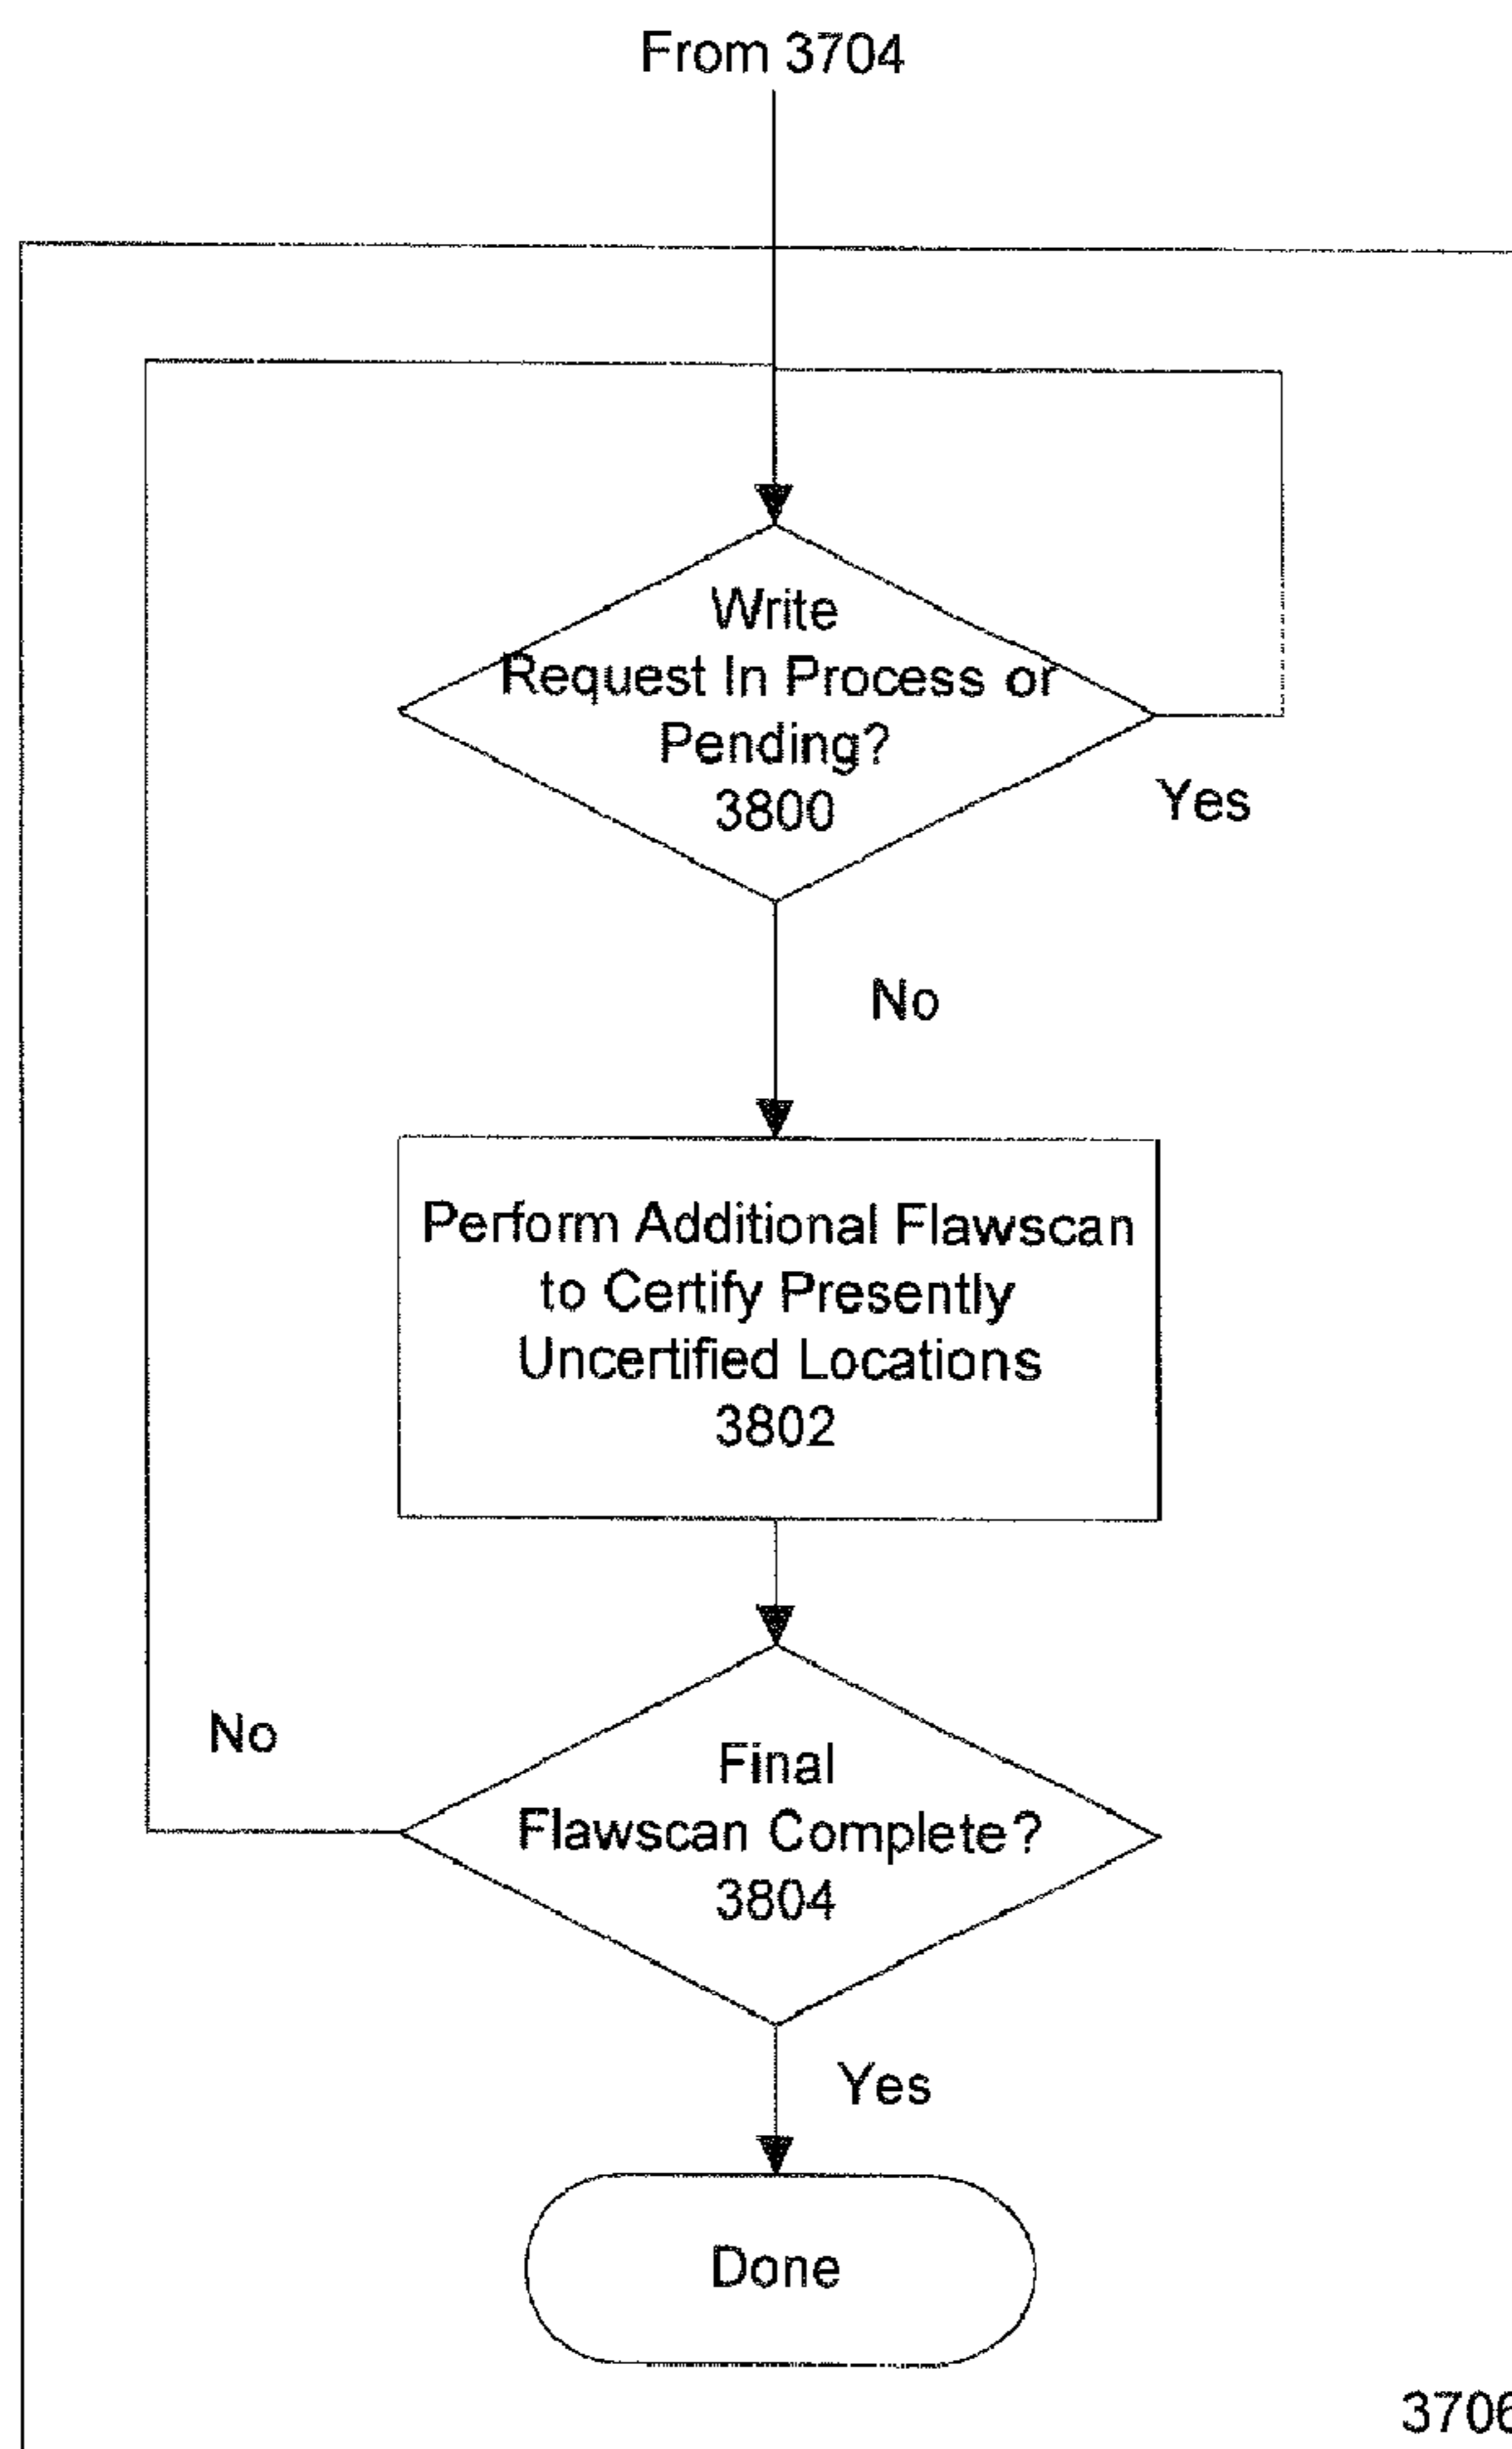 From 3704
Write
Request In Process or
Pending?
3800
Yes
No
Perform Additional Flawscan
to Certify Presently
Uncertified Locations
3802
No
Final
Flawscan Complete?
3804
Yes
Done
3706